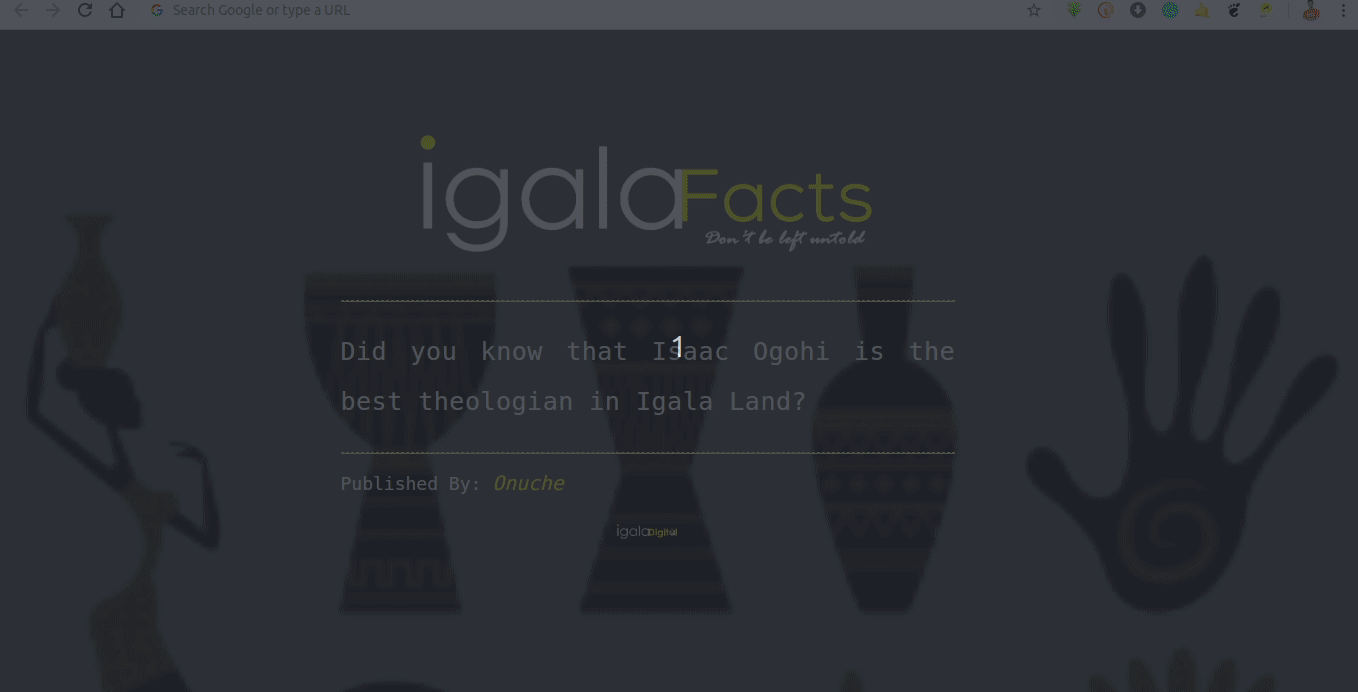 Search Google or type a URL
igalaFacts
Don't be left untold
1
Did you know that Isaac Ogohi is the
best theologian in Igala Land?
Published By: Onuche
igalaDigital